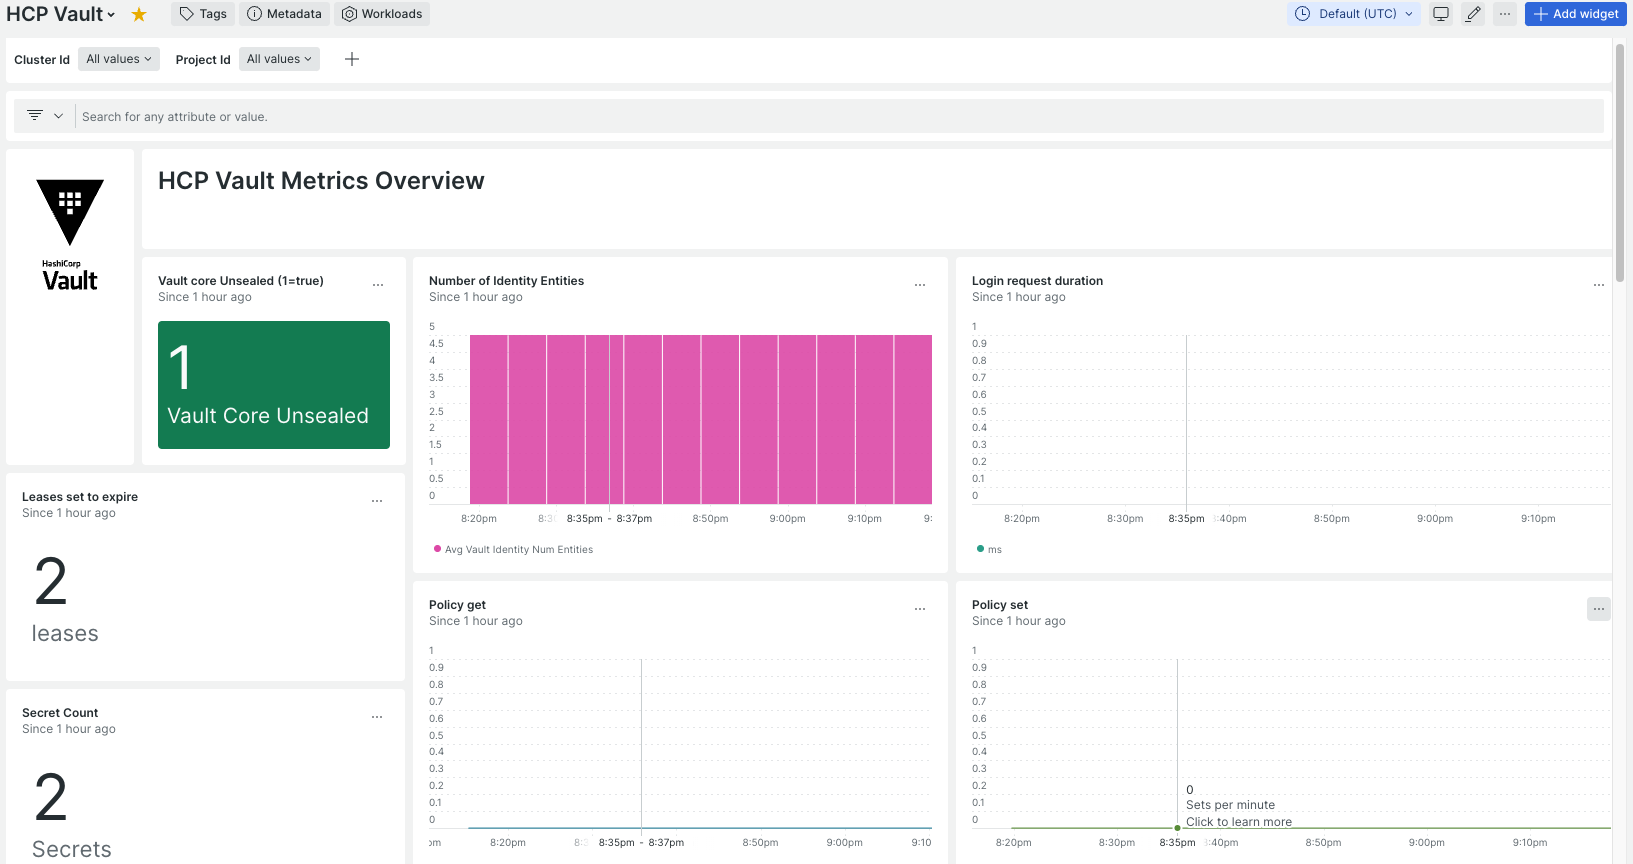 HCP Vault
Tags
Metadata
Workloads
Default (UTC)
...
Add widget
Cluster Id
All values
Project Id
All values
Search for any attribute or value.
HashiCorp
Vault
HCP Vault Metrics Overview
Vault core Unsealed (1=true)
...
Since 1 hour ago
1
Vault Core Unsealed
Number of Identity Entities
...
Since 1 hour ago
5
4.5
4
3.5
3
2.5
2
1.5
1
0.5
0
8:20pm
8:35pm - 8:37pm
8:50pm
9:00pm
9:10pm
9:
Avg Vault Identity Num Entities
Login request duration
...
Since 1 hour ago
1
0.9
0.8
0.7
0.6
0.5
0.4
0.3
0.2
0.1
0
8:20pm
8:30pm
8:35pm
:40pm
8:50pm
9:00pm
9:10pm
ms
Leases set to expire
...
Since 1 hour ago
2
leases
Policy get
...
Since 1 hour ago
1
0.9
0.8
0.7
0.6
0.5
0.4
0.3
0.2
0.1
0
om
8:20pm
8:35pm - 8:37pm
8:50pm
9:00pm
9:10
Policy set
...
Since 1 hour ago
1
0.9
0.8
0.7
0.6
0.5
0.4
0.3
0.2
0.1
0
0
Sets per minute
Click to learn more
8:20pm
8:30pm
8:35pm
:40pm
8:50pm
9:00pm
9:10pm
Secret Count
...
Since 1 hour ago
2
Secrets